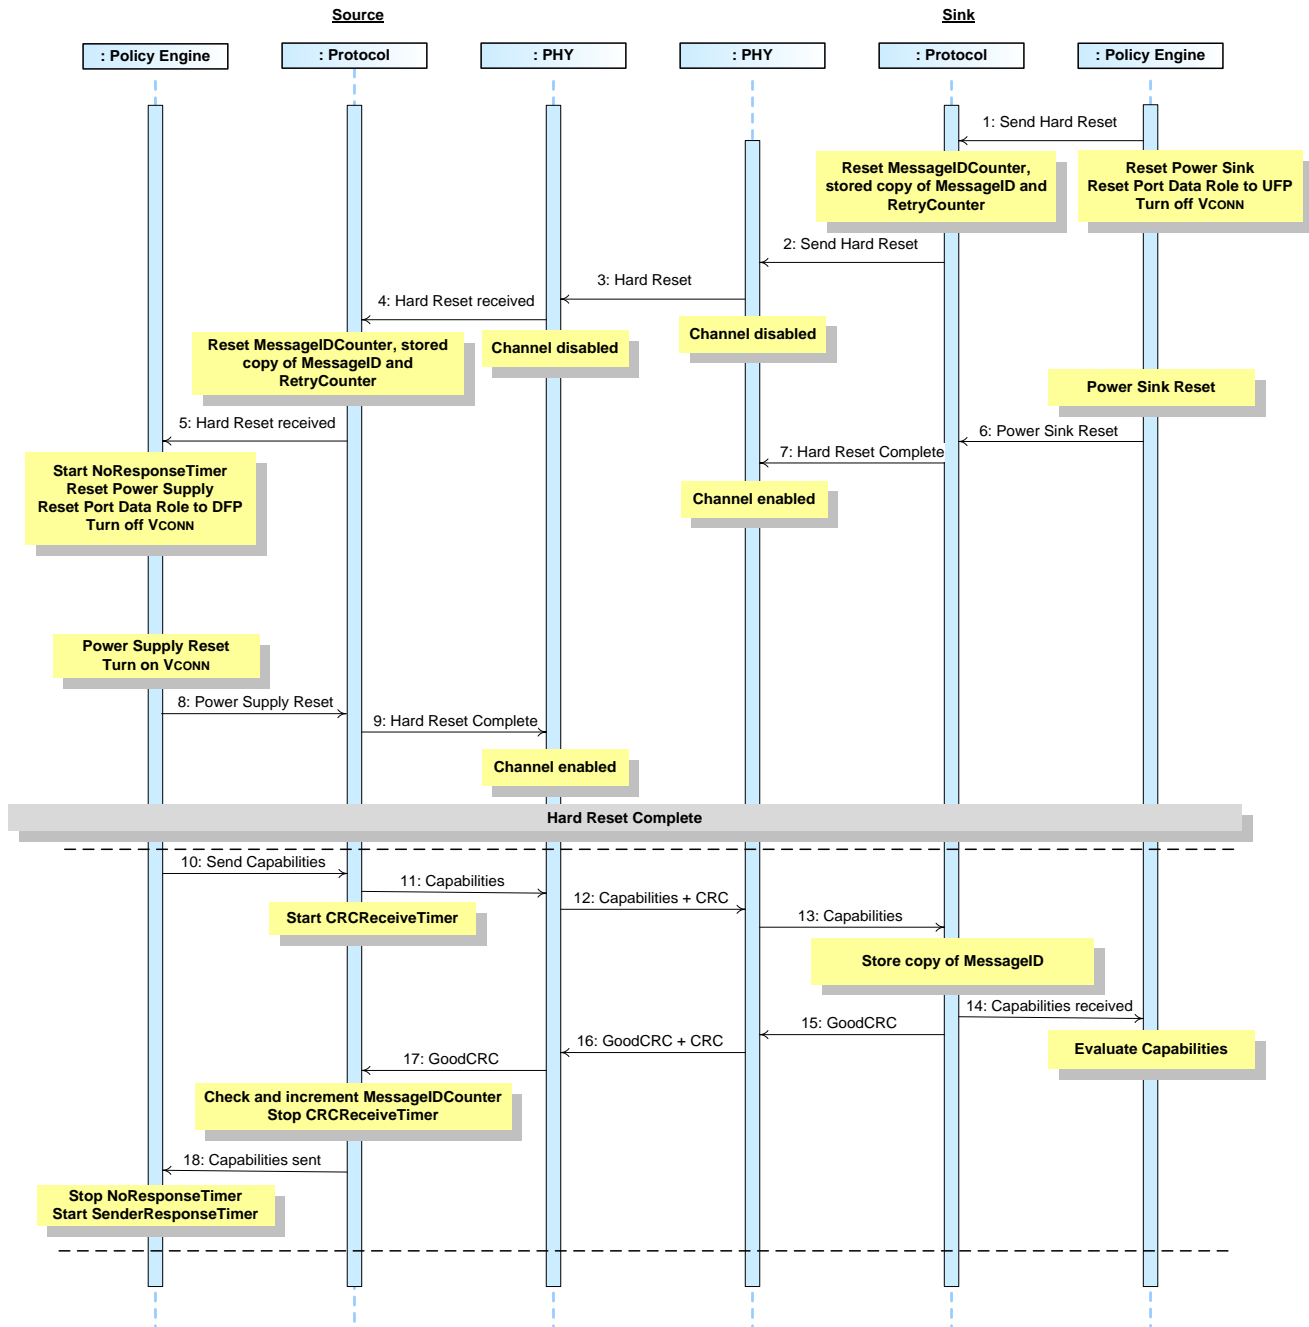 Source
Sink
: Policy Engine
: Protocol
: PHY
: PHY
: Protocol
: Policy Engine
1: Send Hard Reset
Reset MessageIDCounter,
stored copy of MessageID and
RetryCounter
Reset Power Sink
Reset Port Data Role to UFP
Turn off VCONN
2: Send Hard Reset
3: Hard Reset
4: Hard Reset received
Channel disabled
Channel disabled
Reset MessageIDCounter, stored
copy of MessageID and
RetryCounter
Power Sink Reset
5: Hard Reset received
6: Power Sink Reset
7: Hard Reset Complete
Start NoResponseTimer
Reset Power Supply
Reset Port Data Role to DFP
Turn off VCONN
Channel enabled
Power Supply Reset
Turn on VCONN
8: Power Supply Reset
9: Hard Reset Complete
Channel enabled
Hard Reset Complete
10: Send Capabilities
11: Capabilities
12: Capabilities + CRC
Start CRCReceiveTimer
13: Capabilities
Store copy of MessageID
14: Capabilities received
15: GoodCRC
16: GoodCRC + CRC
Evaluate Capabilities
17: GoodCRC
Check and increment MessageIDCounter
Stop CRCReceiveTimer
18: Capabilities sent
Stop NoResponseTimer
Start SenderResponseTimer